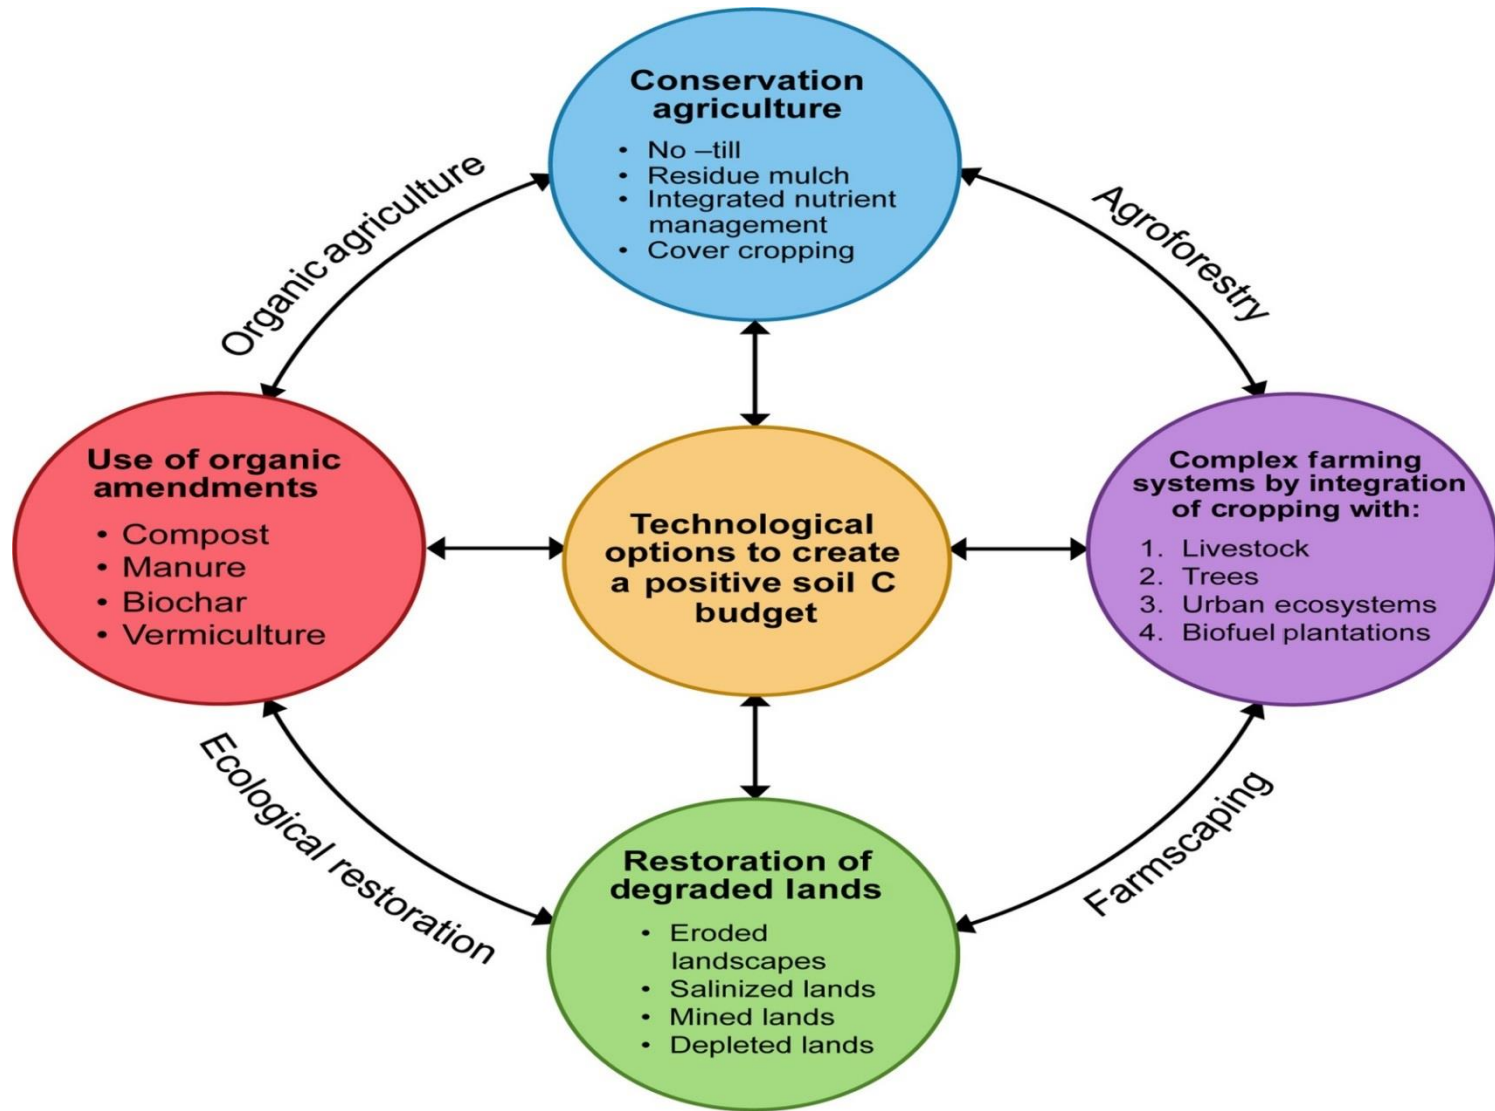 Conservation
agriculture
• No –till
• Residue mulch
• Integrated nutrient
management
• Cover cropping
Organic agriculture
Agroforestry
Use of organic
amendments
• Compost
• Manure
• Biochar
• Vermiculture
Technological
options to create
a positive soil C
budget
Complex farming
systems by integration
of cropping with:
1. Livestock
2. Trees
3. Urban ecosystems
4. Biofuel plantations
Ecological restoration
Farmscaping
Restoration of
degraded lands
• Eroded
landscapes
• Salinized lands
• Mined lands
• Depleted lands